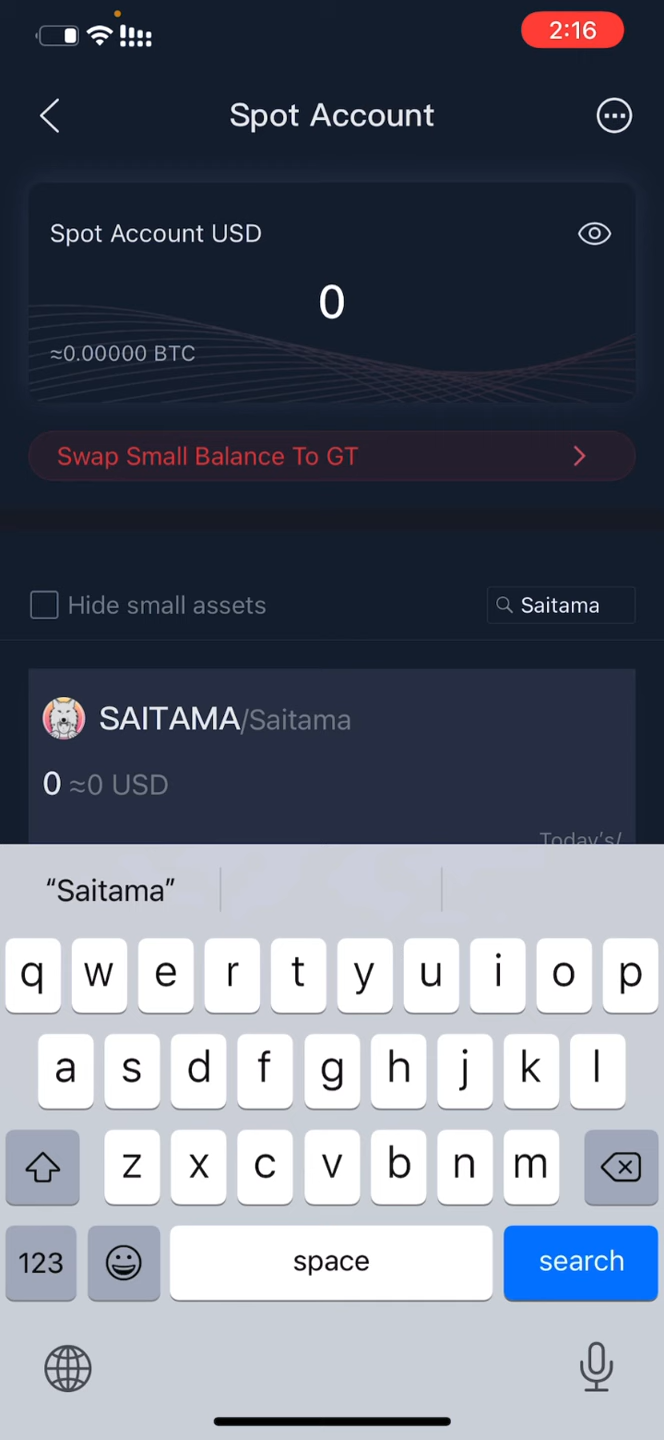 2:16
Spot Account
Spot Account USD
0
≈0.00000 BTC
Swap Small Balance To GT
Hide small assets
Saitama
SAITAMA/Saitama
0 ≈0 USD
Today's/
“Saitama”
q w e r t y u i o p
a s d f g h j k l
z x c v b n m
123 space search